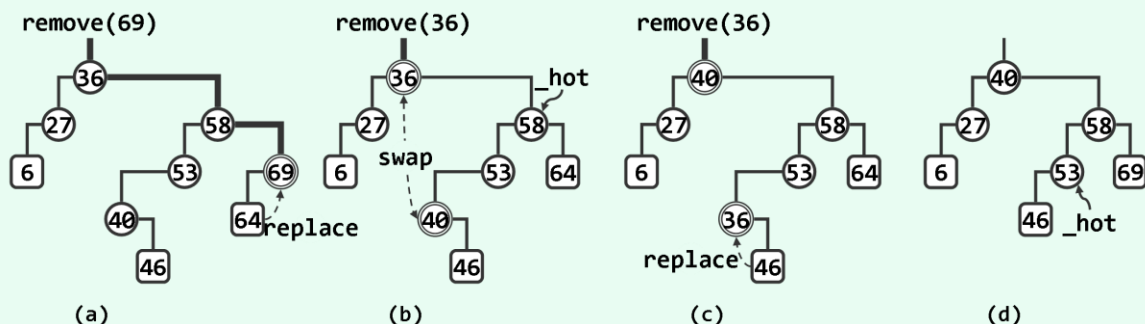 remove(69) remove(36) remove(36)
36 36 40 40
_hot
27 58 27 58 27 58 27 58
swap
6 53 69 6 53 64 6 53 64 6 53 69
40 64 40 36 46
replace _hot
replace
46 46 46
(a) (b) (c) (d)